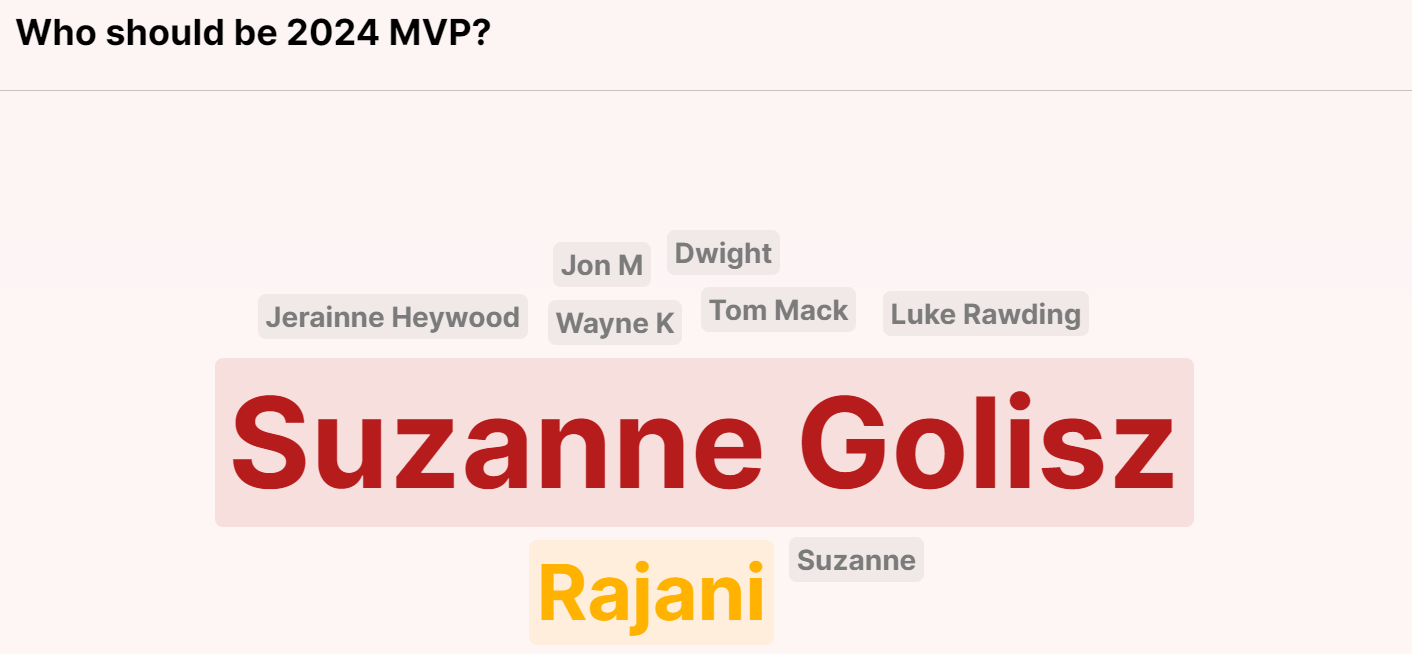 Who should be 2024 MVP?
Jon M Dwight
Jerainne Heywood Wayne K Tom Mack Luke Rawding
Suzanne Golisz
Rajani Suzanne